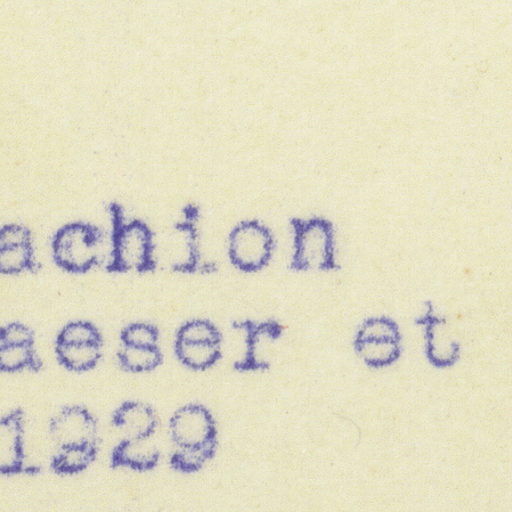 achion
aeser et
1929